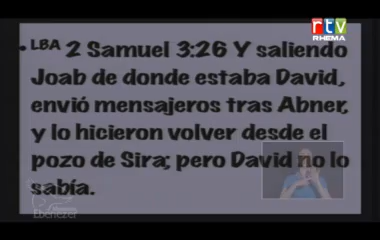 rtv
RHEMA
• LBA 2 Samuel 3:26 Y saliendo
Joab de donde estaba David,
envió mensajeros tras Abner,
y lo hicieron volver desde el
pozo de Sira; pero David no lo
sabía.
Ebenezer